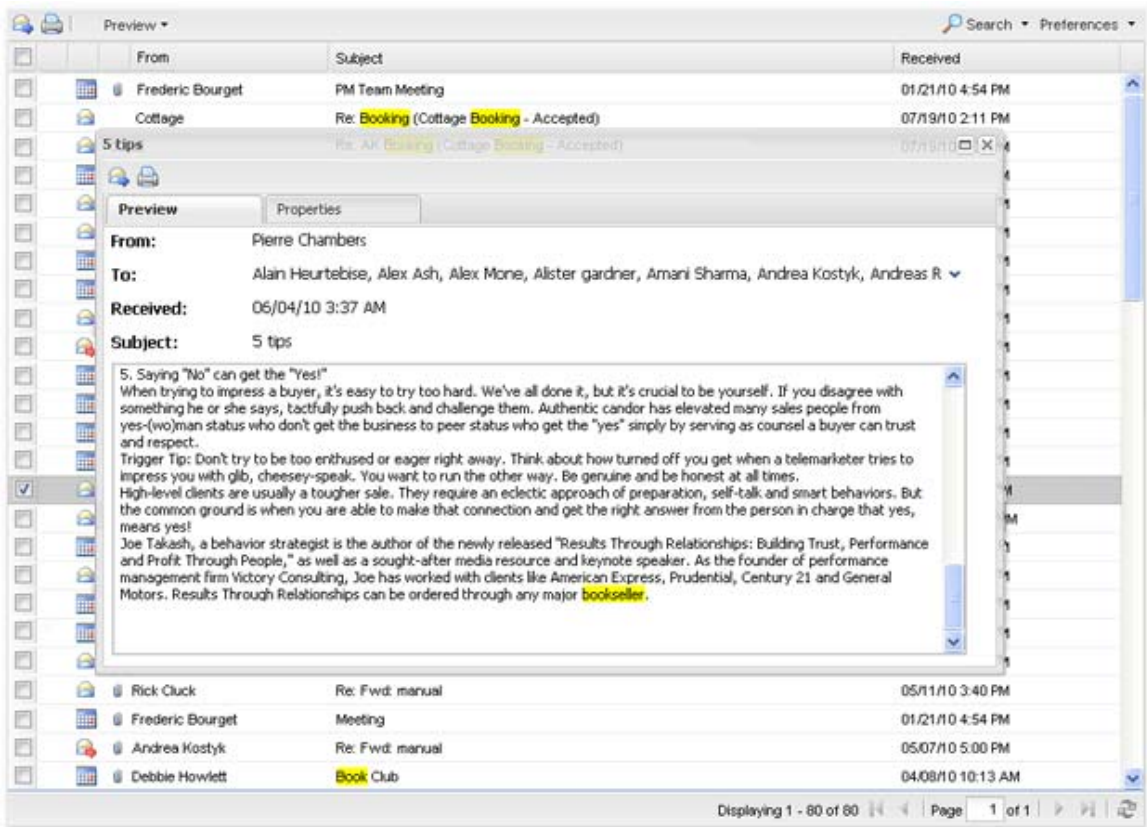 Preview Search Preferences
From Subject Received
Frederic Bourget PM Team Meeting 01/21/10 4:54 PM
Cottage Re: Booking (Cottage Booking - Accepted) 07/19/10 2:11 PM
5 tips Re: AK Booking (Cottage Booking - Accepted)
Preview Properties
From: Pierre Chambers
To: Alain Heurtebise, Alex Ash, Alex Mone, Alister gardner, Amani Sharma, Andrea Kostyk, Andreas R
Received: 06/04/10 3:37 AM
Subject: 5 tips
5. Saying "No" can get the "Yes!"
When trying to impress a buyer, it's easy to try too hard. We've all done it, but it's crucial to be yourself. If you disagree with
something he or she says, tactfully push back and challenge them. Authentic candor has elevated many sales people from
yes-(wo)man status who don't get the business to peer status who get the "yes" simply by serving as counsel a buyer can trust
and respect.
Trigger Tip: Don't try to be too enthused or eager right away. Think about how turned off you get when a telemarketer tries to
impress you with glib, cheesey-speak. You want to run the other way. Be genuine and be honest at all times.
High-level clients are usually a tougher sale. They require an eclectic approach of preparation, self-talk and smart behaviors. But
the common ground is when you are able to make that connection and get the right answer from the person in charge that yes,
means yes!
Joe Takash, a behavior strategist is the author of the newly released "Results Through Relationships: Building Trust, Performance
and Profit Through People," as well as a sought-after media resource and keynote speaker. As the founder of performance
management firm Victory Consulting, Joe has worked with clients like American Express, Prudential, Century 21 and General
Motors. Results Through Relationships can be ordered through any major bookseller.
Rick Cluck Re: Fwd: manual 05/11/10 3:40 PM
Frederic Bourget Meeting 01/21/10 4:54 PM
Andrea Kostyk Re: Fwd: manual 05/07/10 5:00 PM
Debbie Howlett Book Club 04/08/10 10:13 AM
Displaying 1 - 80 of 80 Page 1 of 1